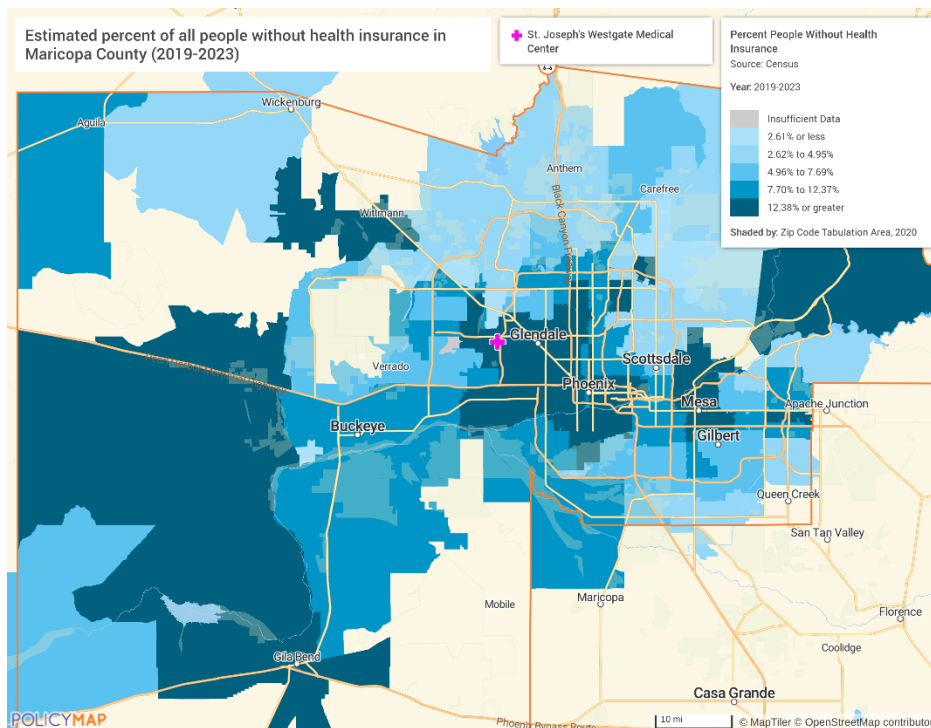 Estimated percent of all people without health insurance in
Maricopa County (2019-2023)
St. Joseph's Westgate Medical
Center
Percent People Without Health
Insurance
Source: Census
Year: 2019-2023
Insufficient Data
2.61% or less
2.62% to 4.95%
4.96% to 7.69%
7.70% to 12.37%
12.38% or greater
Shaded by: Zip Code Tabulation Area, 2020
Wickenburg
Aguila
Anthem
Carefree
Wittmann
Black Canyon
Glendale
Scottsdale
Verrado
Phoenix
Mesa
Apache Junction
Buckeye
Gilbert
Queen Creek
San Tan Valley
Mobile
Maricopa
Florence
Coolidge
Gila Bend
Casa Grande
POLICYMAP
Phoenix Bypass Route
10 mi
© MapTiler © OpenStreetMap contributo